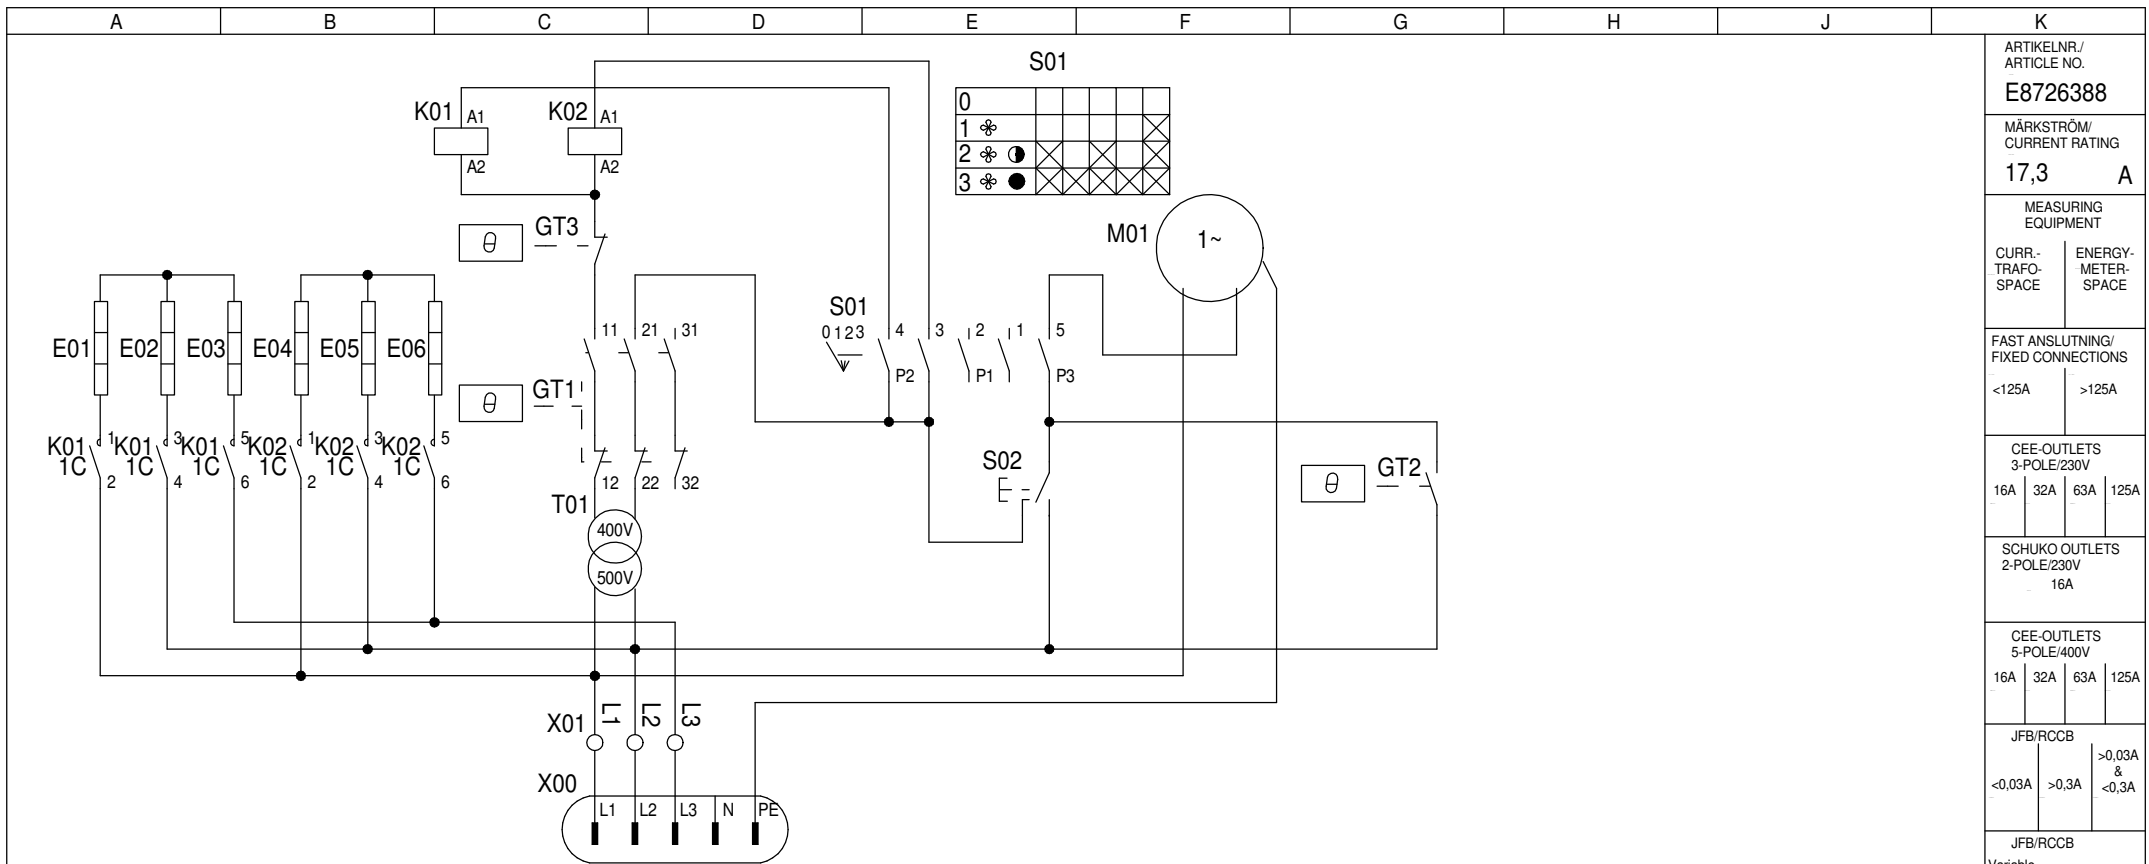 A B C D E F G H J K
S01
0
1
2
3
K01 A1 A2
K02 A1 A2
GT3 θ
M01 1~
E01 E02 E03 E04 E05 E06
11 21 31
S01
0 1 2 3
4 3 2 1 5
P2 P1 P3
GT1 θ
K01 1C 1 2
K01 1C 3 4
K01 1C 5 6
K02 1C 1 2
K02 1C 3 4
K02 1C 5 6
12 22 32
S02
GT2 θ
T01
400V
500V
X01 L1 L2 L3
X00
L1 L2 L3 N PE
ARTIKELNR./
ARTICLE NO.
E8726388
MÄRKSTRÖM/
CURRENT RATING
17,3 A
MEASURING
EQUIPMENT
CURR.-
TRAFO-
SPACE
ENERGY-
METER-
SPACE
FAST ANSLUTNING/
FIXED CONNECTIONS
<125A >125A
CEE-OUTLETS
3-POLE/230V
16A 32A 63A 125A
SCHUKO OUTLETS
2-POLE/230V
16A
CEE-OUTLETS
5-POLE/400V
16A 32A 63A 125A
JFB/RCCB
<0,03A >0,3A
>0,03A
&
<0,3A
JFB/RCCB
Variable